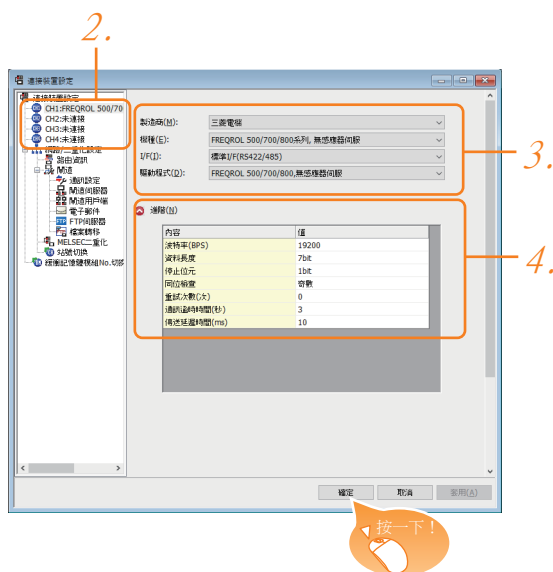 2.
連接裝置設定
連接裝置設定
CH1:FREQROL 500/70
CH2:未連接
CH3:未連接
CH4:未連接
網路/二重化設定
路由資訊
閘道
通訊設定
閘道伺服器
閘道用戶端
電子郵件
FTP伺服器
檔案轉移
MELSEC二重化
站號切換
緩衝記憶體模組No.切換
製造商(M): 三菱電機
機種(E): FREQROL 500/700/800系列, 無感應器伺服
I/F(I): 標準I/F(RS422/485)
驅動程式(D): FREQROL 500/700/800,無感應器伺服
3.
進階(N)
內容 值
波特率(BPS) 19200
資料長度 7bit
停止位元 1bit
同位檢查 奇數
重試次數(次) 0
通訊逾時時間(秒) 3
傳送延遲時間(ms) 10
4.
確定 取消 套用(A)
按一下!